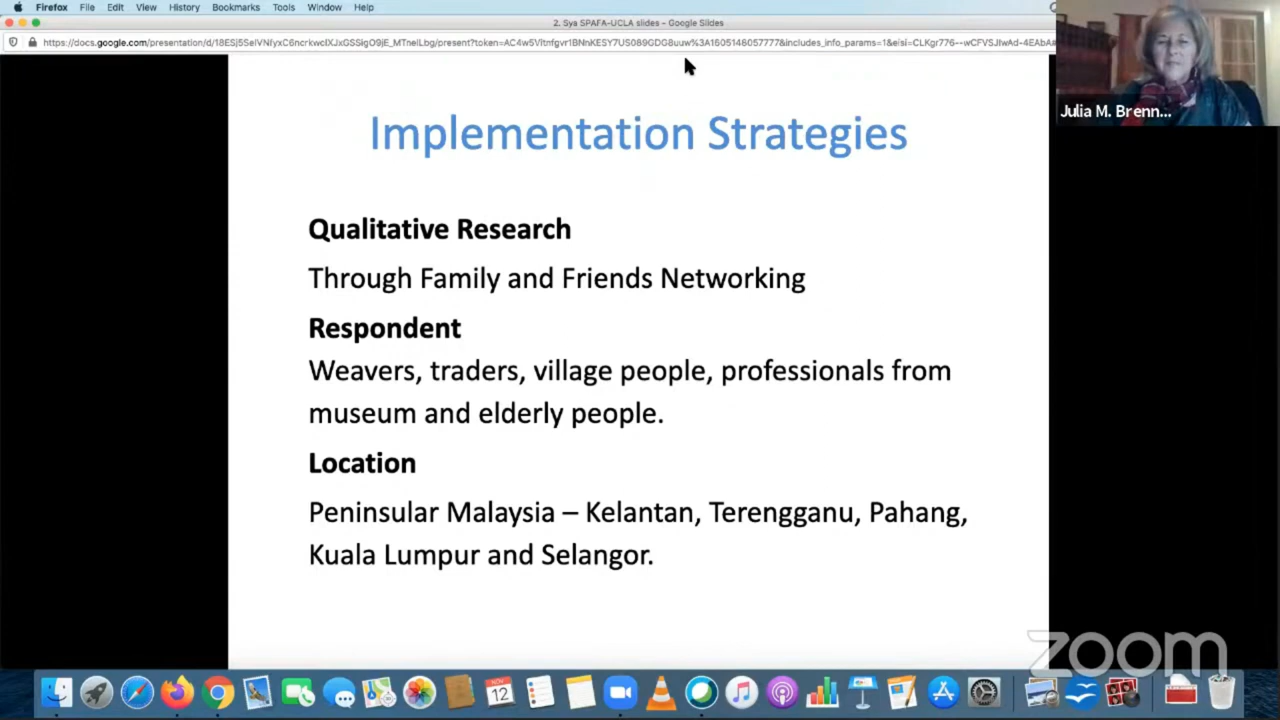 Firefox File Edit View History Bookmarks Tools Window Help
2. Sya SPAFA-UCLA slides - Google Slides
Julia M. Brenn...
Implementation Strategies
Qualitative Research
Through Family and Friends Networking
Respondent
Weavers, traders, village people, professionals from
museum and elderly people.
Location
Peninsular Malaysia – Kelantan, Terengganu, Pahang,
Kuala Lumpur and Selangor.
zoom
NOV
12